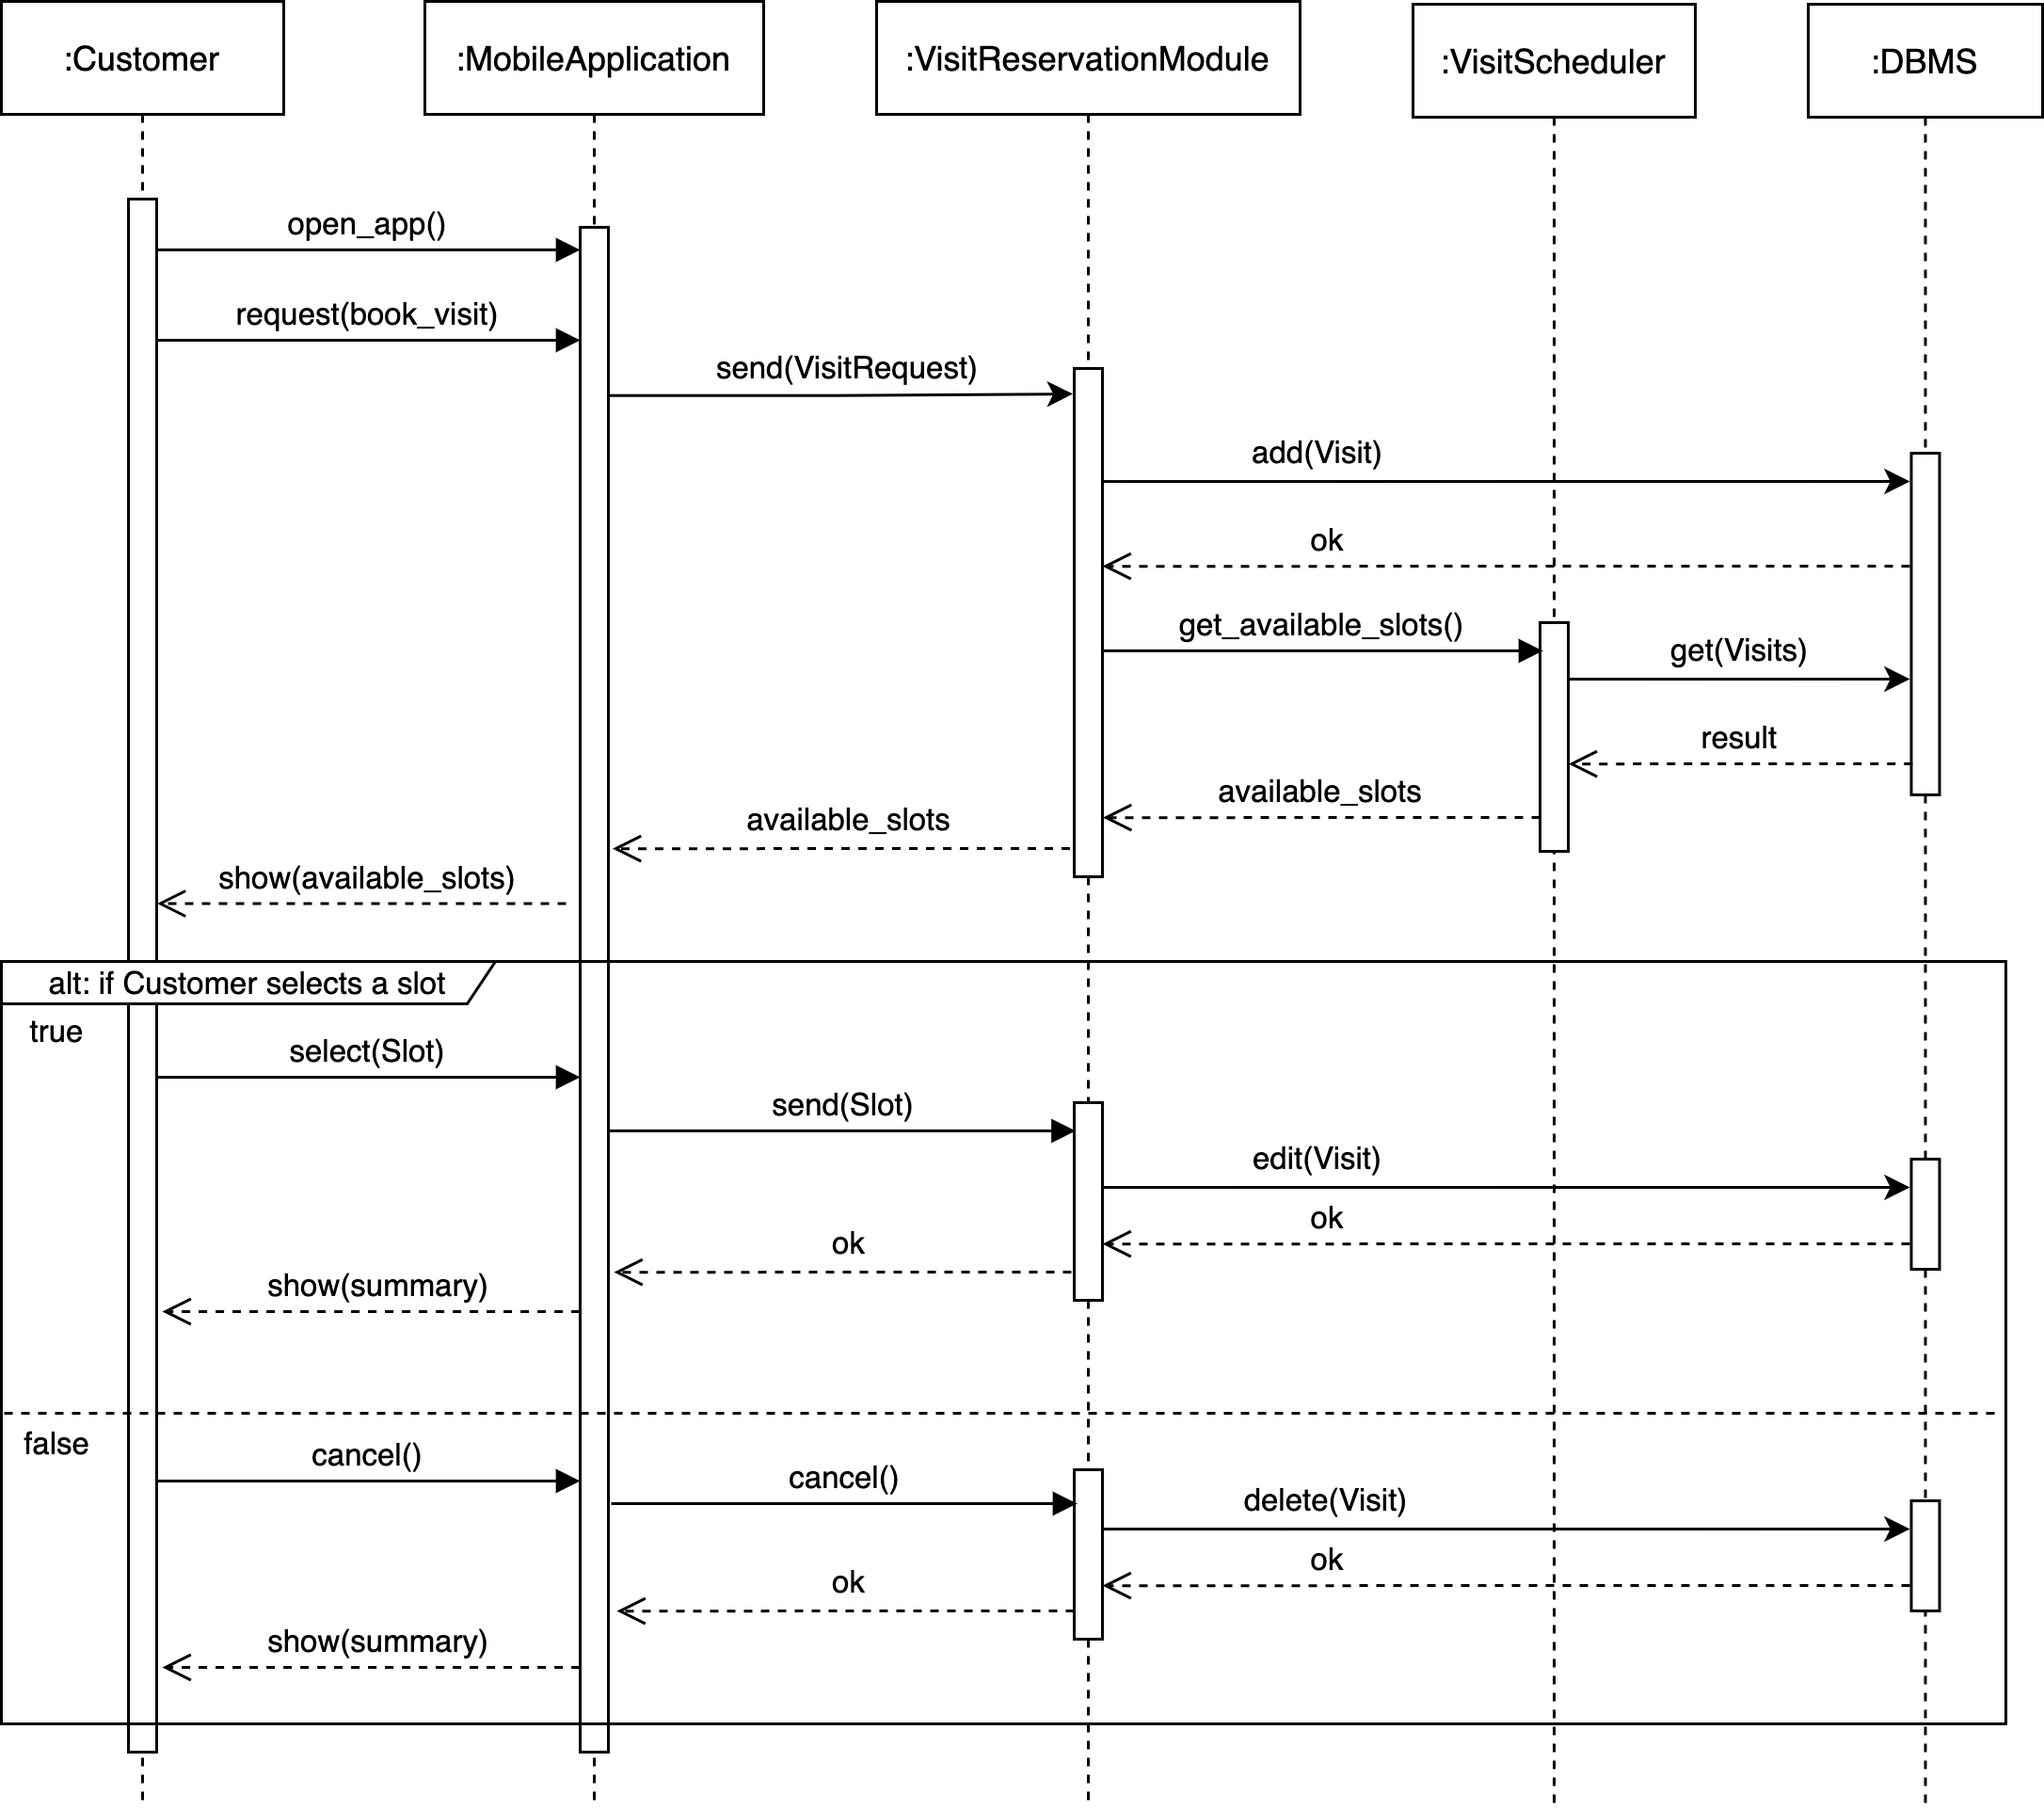 :Customer
:MobileApplication
:VisitReservationModule
:VisitScheduler
:DBMS
open_app()
request(book_visit)
send(VisitRequest)
add(Visit)
ok
get_available_slots()
get(Visits)
result
available_slots
available_slots
show(available_slots)
alt: if Customer selects a slot
true
select(Slot)
send(Slot)
edit(Visit)
ok
ok
show(summary)
false
cancel()
cancel()
delete(Visit)
ok
ok
show(summary)